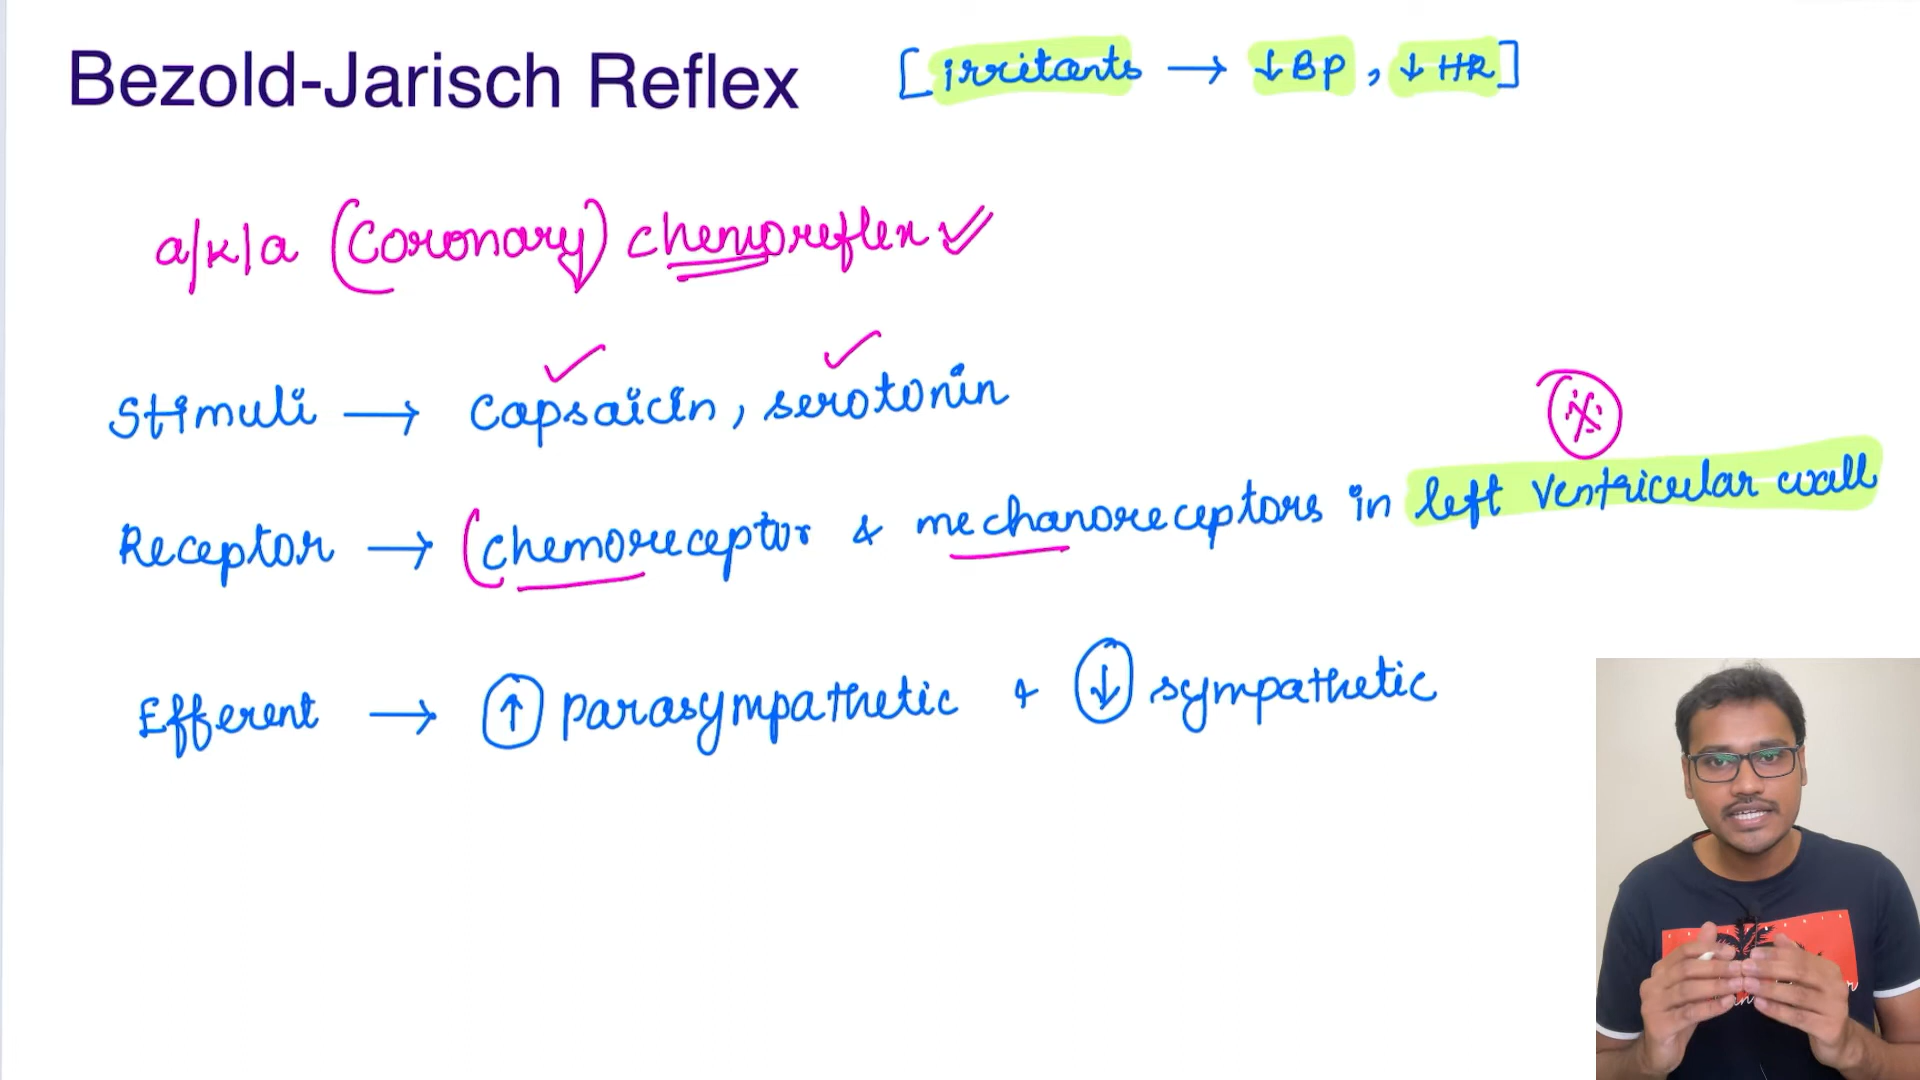 Bezold-Jarisch Reflex [irritants → ↓ BP, ↓ HR]
a/k/a (Coronary) chemoreflex ✓
Stimuli → Capsaicin, serotonin
Receptor → (chemoreceptor & mechanoreceptors in left ventricular wall
Efferent → ↑ parasympathetic & ↓ sympathetic